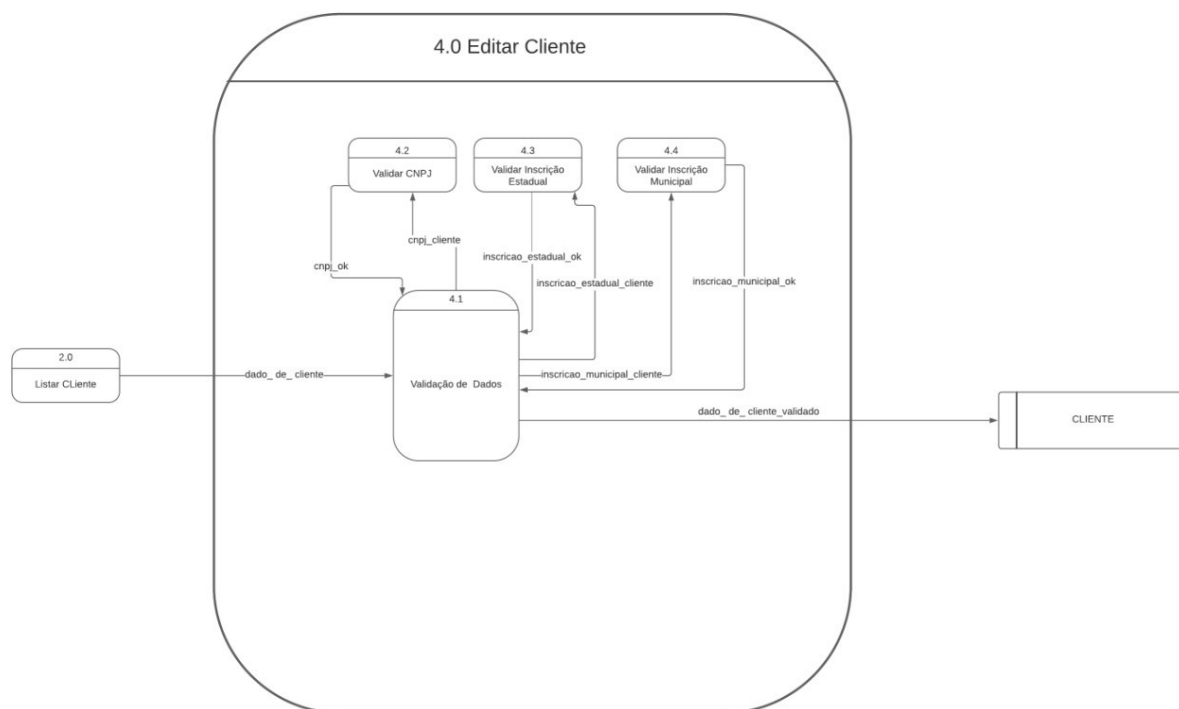 4.0 Editar Cliente
4.2
Validar CNPJ
4.3
Validar Inscrição
Estadual
4.4
Validar Inscrição
Municipal
cnpj_cliente
cnpj_ok
inscricao_estadual_ok
inscricao_estadual_cliente
inscricao_municipal_ok
4.1
Validação de Dados
2.0
Listar CLiente
dado_ de_ cliente
inscricao_municipal_cliente
dado_ de_ cliente_validado
CLIENTE